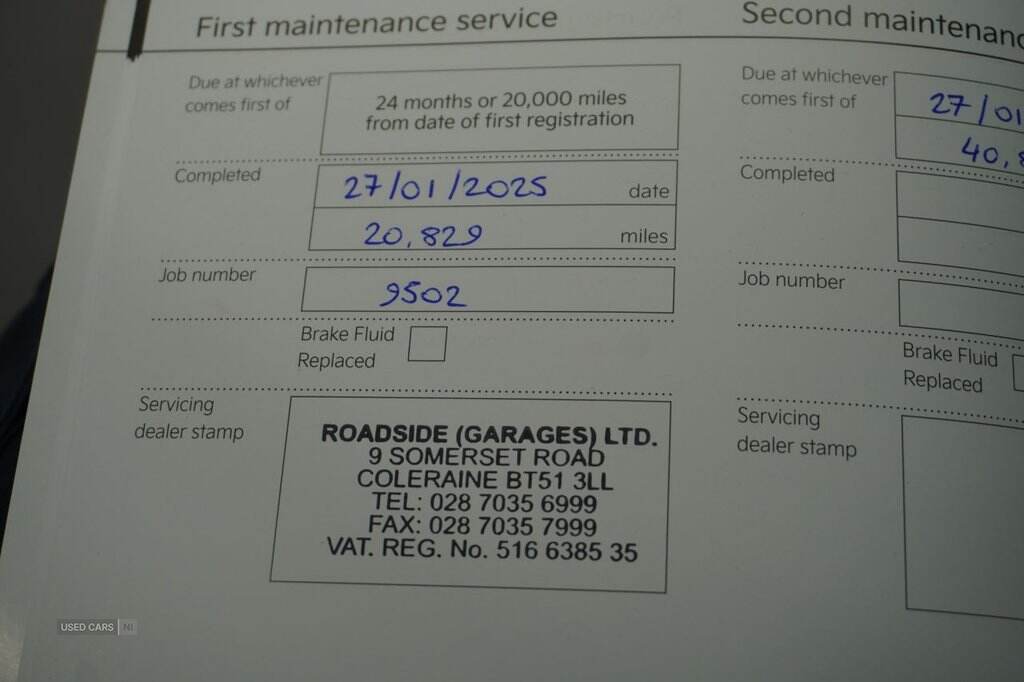 First maintenance service
Due at whichever
comes first of
24 months or 20,000 miles
from date of first registration
Completed
27/01/2025 date
20,829 miles
Job number
9502
Brake Fluid
Replaced
Servicing
dealer stamp
ROADSIDE (GARAGES) LTD.
9 SOMERSET ROAD
COLERAINE BT51 3LL
TEL: 028 7035 6999
FAX: 028 7035 7999
VAT. REG. No. 516 6385 35
Second maintenanc
Due at whichever
comes first of
27/01
40,8
Completed
Job number
Brake Fluid
Replaced
Servicing
dealer stamp
USED CARS NI